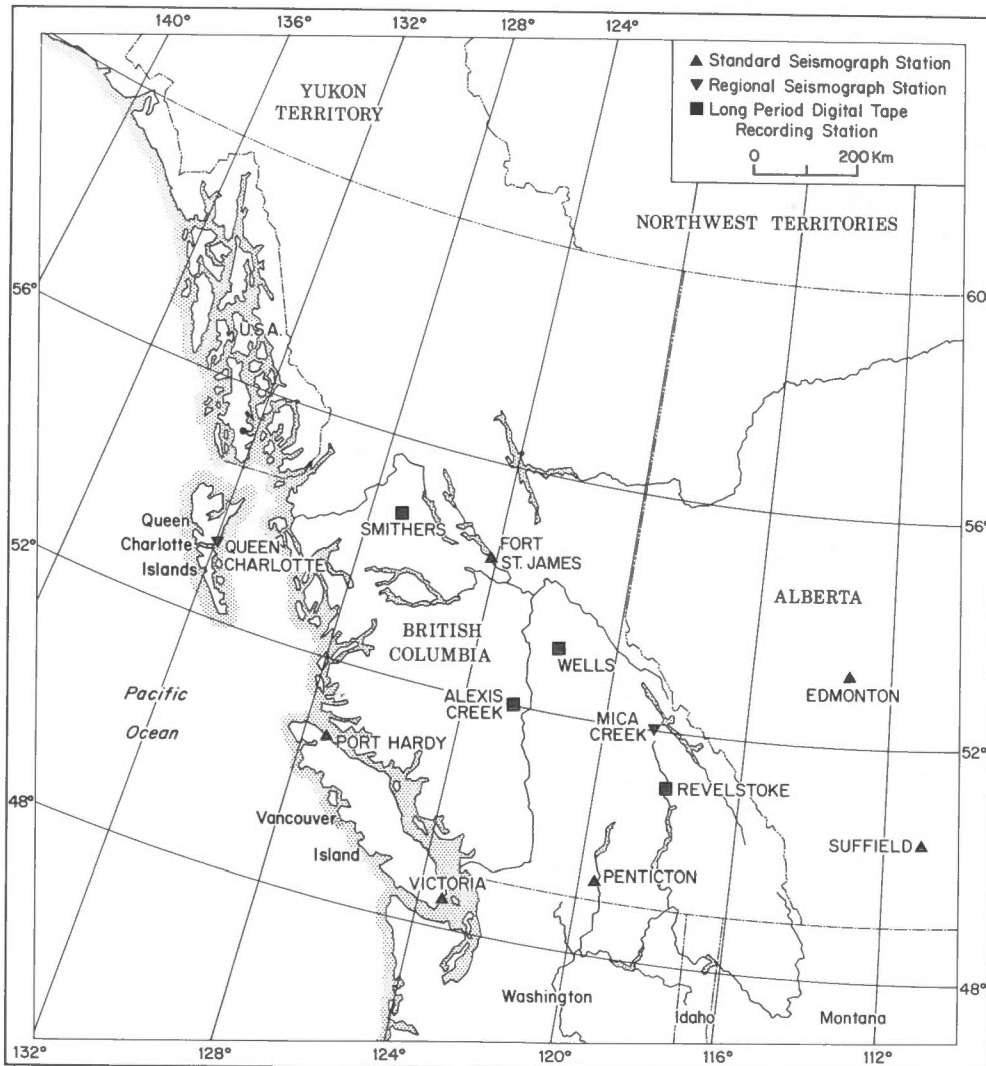 140°
136°
132°
128°
124°
▲ Standard Seismograph Station
▼ Regional Seismograph Station
■ Long Period Digital Tape
Recording Station
0 200 Km
YUKON
TERRITORY
NORTHWEST TERRITORIES
56°
60°
U.S.A.
Queen
Charlotte
Islands
QUEEN
CHARLOTTE
SMITHERS
FORT
ST. JAMES
56°
52°
ALBERTA
BRITISH
COLUMBIA
WELLS
EDMONTON
Pacific
Ocean
ALEXIS
CREEK
MICA
CREEK
52°
PORT HARDY
REVELSTOKE
48°
Vancouver
Island
SUFFIELD
VICTORIA
PENTICTON
48°
Washington
Idaho
Montana
132°
128°
124°
120°
116°
112°